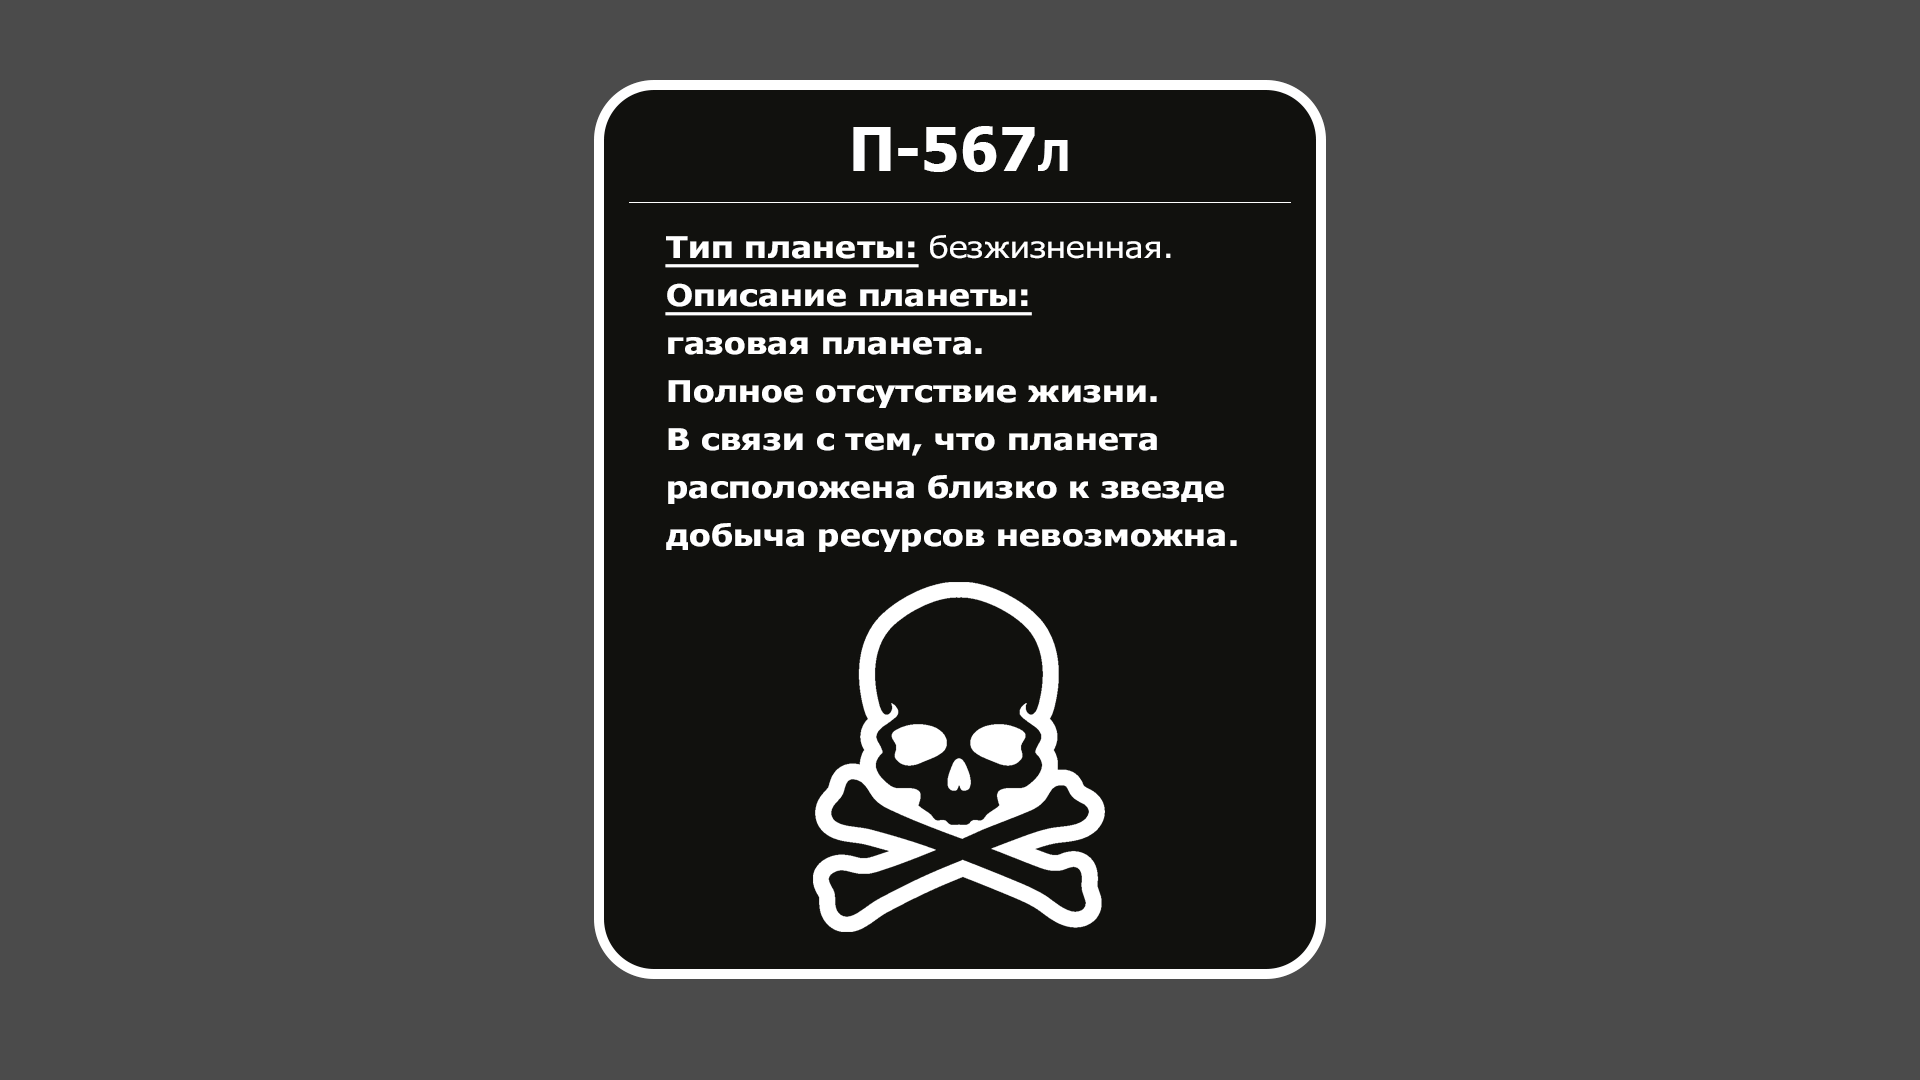 П-567л
Тип планеты: безжизненная.
Описание планеты:
газовая планета.
Полное отсутствие жизни.
В связи с тем, что планета
расположена близко к звезде
добыча ресурсов невозможна.